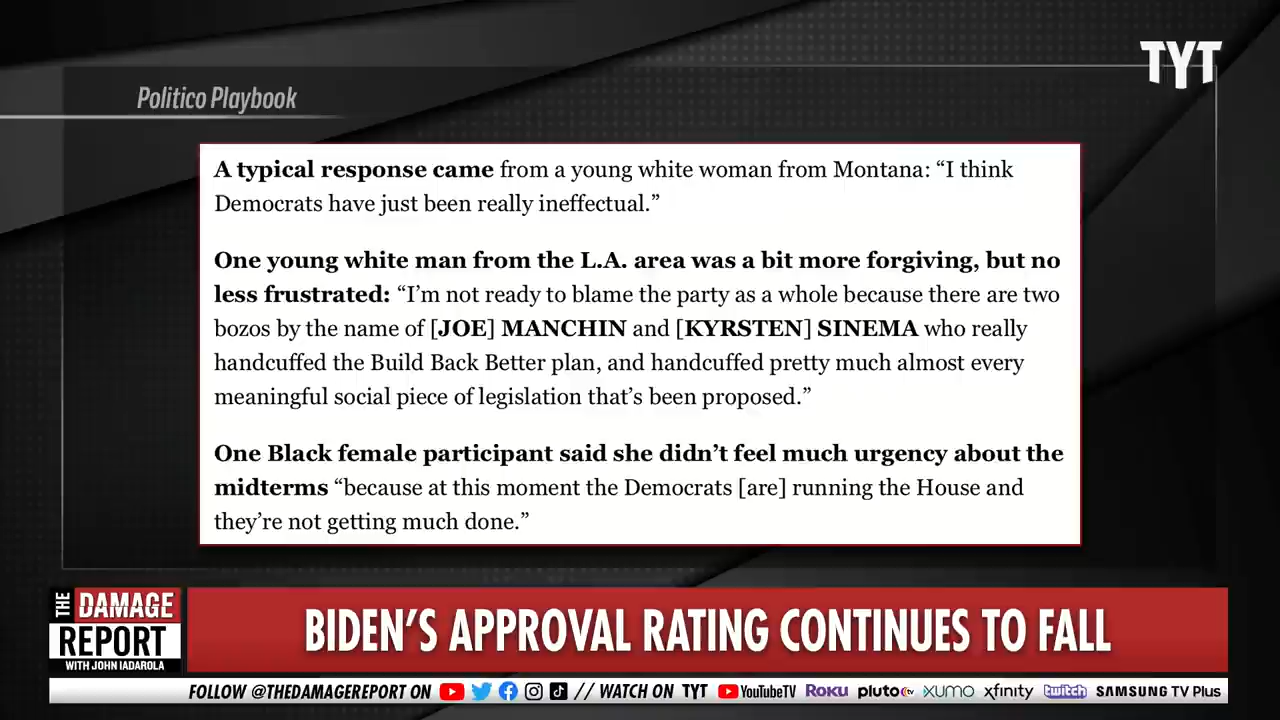 TYT
Politico Playbook
A typical response came from a young white woman from Montana: “I think
Democrats have just been really ineffectual.”
One young white man from the L.A. area was a bit more forgiving, but no
less frustrated: “I’m not ready to blame the party as a whole because there are two
bozos by the name of [JOE] MANCHIN and [KYRSTEN] SINEMA who really
handcuffed the Build Back Better plan, and handcuffed pretty much almost every
meaningful social piece of legislation that’s been proposed.”
One Black female participant said she didn’t feel much urgency about the
midterms “because at this moment the Democrats [are] running the House and
they’re not getting much done.”
THE DAMAGE
REPORT
WITH JOHN IADAROLA
BIDEN’S APPROVAL RATING CONTINUES TO FALL
FOLLOW @THEDAMAGEREPORT ON // WATCH ON TYT YouTubeTV ROKU pluto tv XUMO xfinity twitch SAMSUNG TV Plus